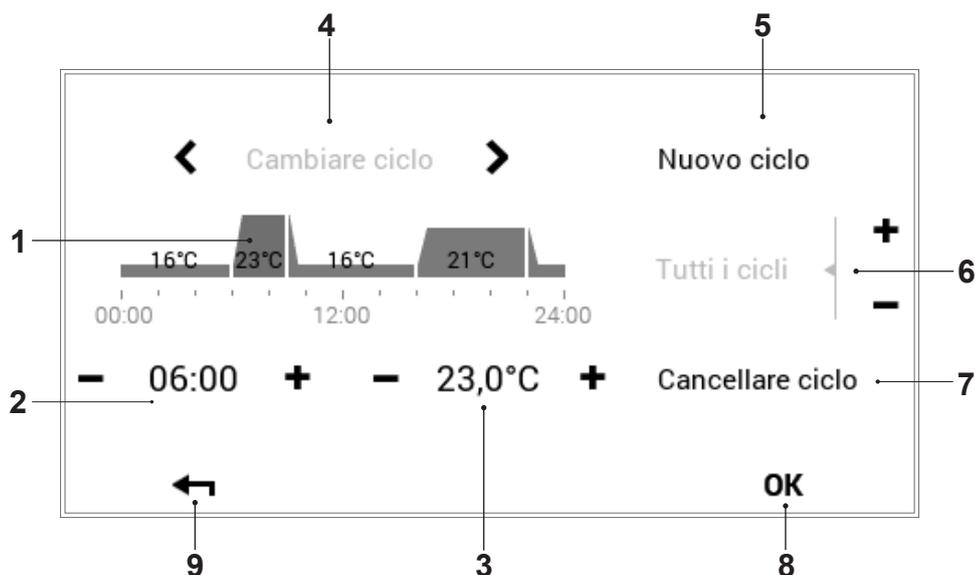 4 5
< Cambiare ciclo > Nuovo ciclo
+
1 16°C 23°C 16°C 21°C
Tutti i cicli 6
00:00 12:00 24:00 −
− 06:00 + − 23,0°C + Cancellare ciclo 7
2
OK
9 3 8